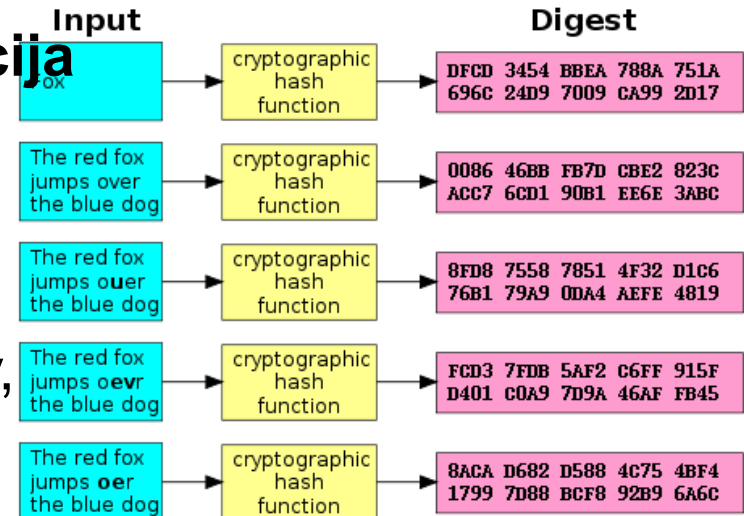 Input Digest
cija
Fox
cryptographic
hash
function
DFCD 3454 BBEA 788A 751A
696C 24D9 7009 CA99 2D17
The red fox
jumps over
the blue dog
cryptographic
hash
function
0086 46BB FB7D CBE2 823C
ACC7 6CD1 90B1 EE6E 3ABC
The red fox
jumps ouer
the blue dog
cryptographic
hash
function
8FD8 7558 7851 4F32 D1C6
76B1 79A9 0DA4 AEFE 4819
,
The red fox
jumps oevr
the blue dog
cryptographic
hash
function
FCD3 7FDB 5AF2 C6FF 915F
D401 C0A9 7D9A 46AF FB45
The red fox
jumps oer
the blue dog
cryptographic
hash
function
8ACA D682 D588 4C75 4BF4
1799 7D88 BCF8 92B9 6A6C